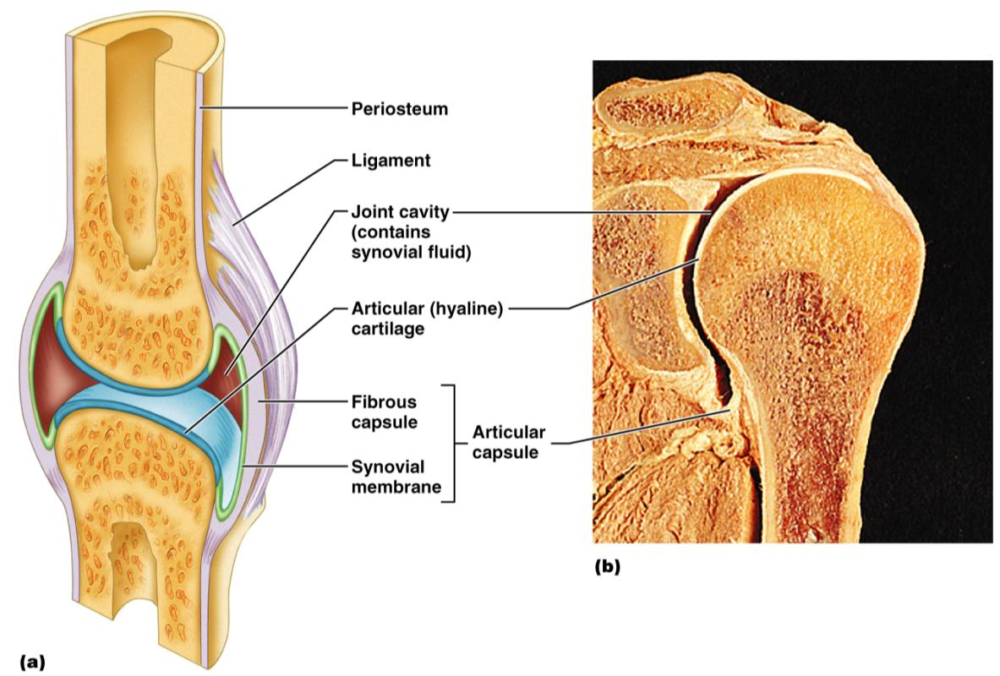 Periosteum
Ligament
Joint cavity
(contains
synovial fluid)
Articular (hyaline)
cartilage
Fibrous
capsule
Synovial
membrane
Articular
capsule
(a)
(b)